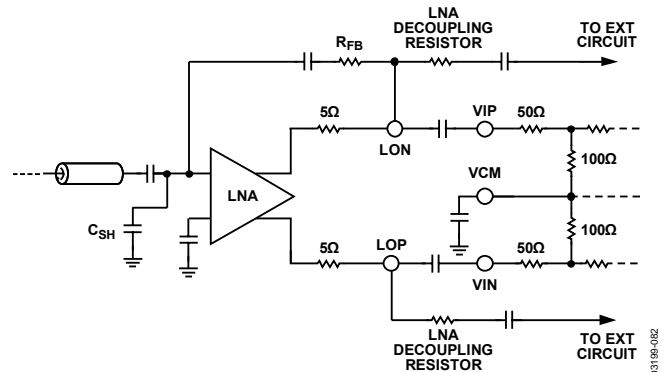 LNA
DECOUPLING
RESISTOR
TO EXT
CIRCUIT
RFB
5Ω
LON
VIP
50Ω
100Ω
LNA
VCM
CSH
100Ω
5Ω
LOP
VIN
50Ω
LNA
DECOUPLING
RESISTOR
TO EXT
CIRCUIT
03199-082